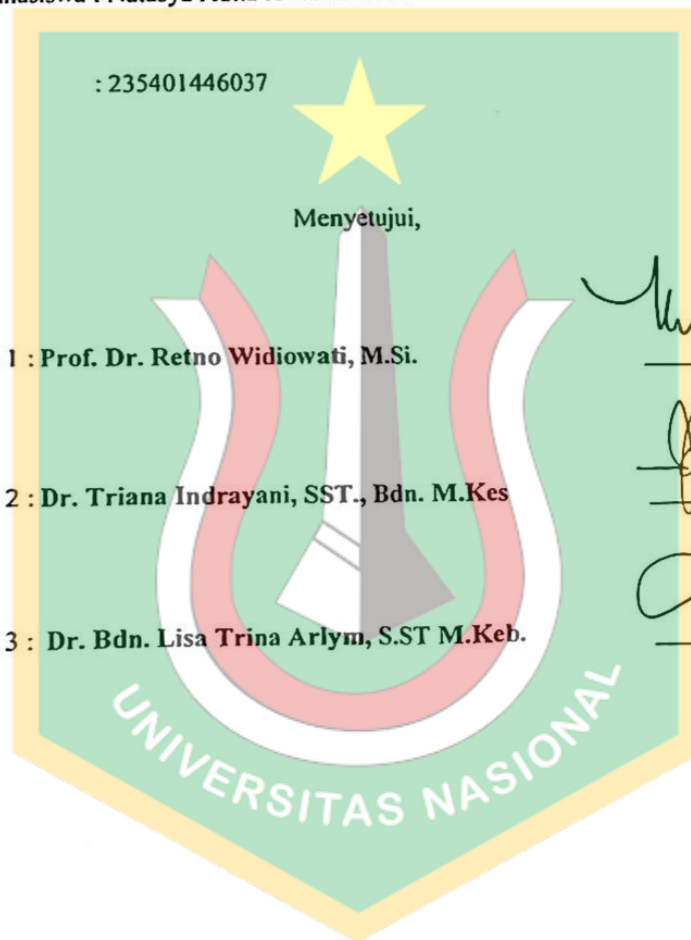 : 235401446037
Menyetujui,
1 : Prof. Dr. Retno Widiowati, M.Si.
2 : Dr. Triana Indrayani, SST., Bdn. M.Kes
3 : Dr. Bdn. Lisa Trina Arlym, S.ST M.Keb.
UNIVERSITAS NASIONAL